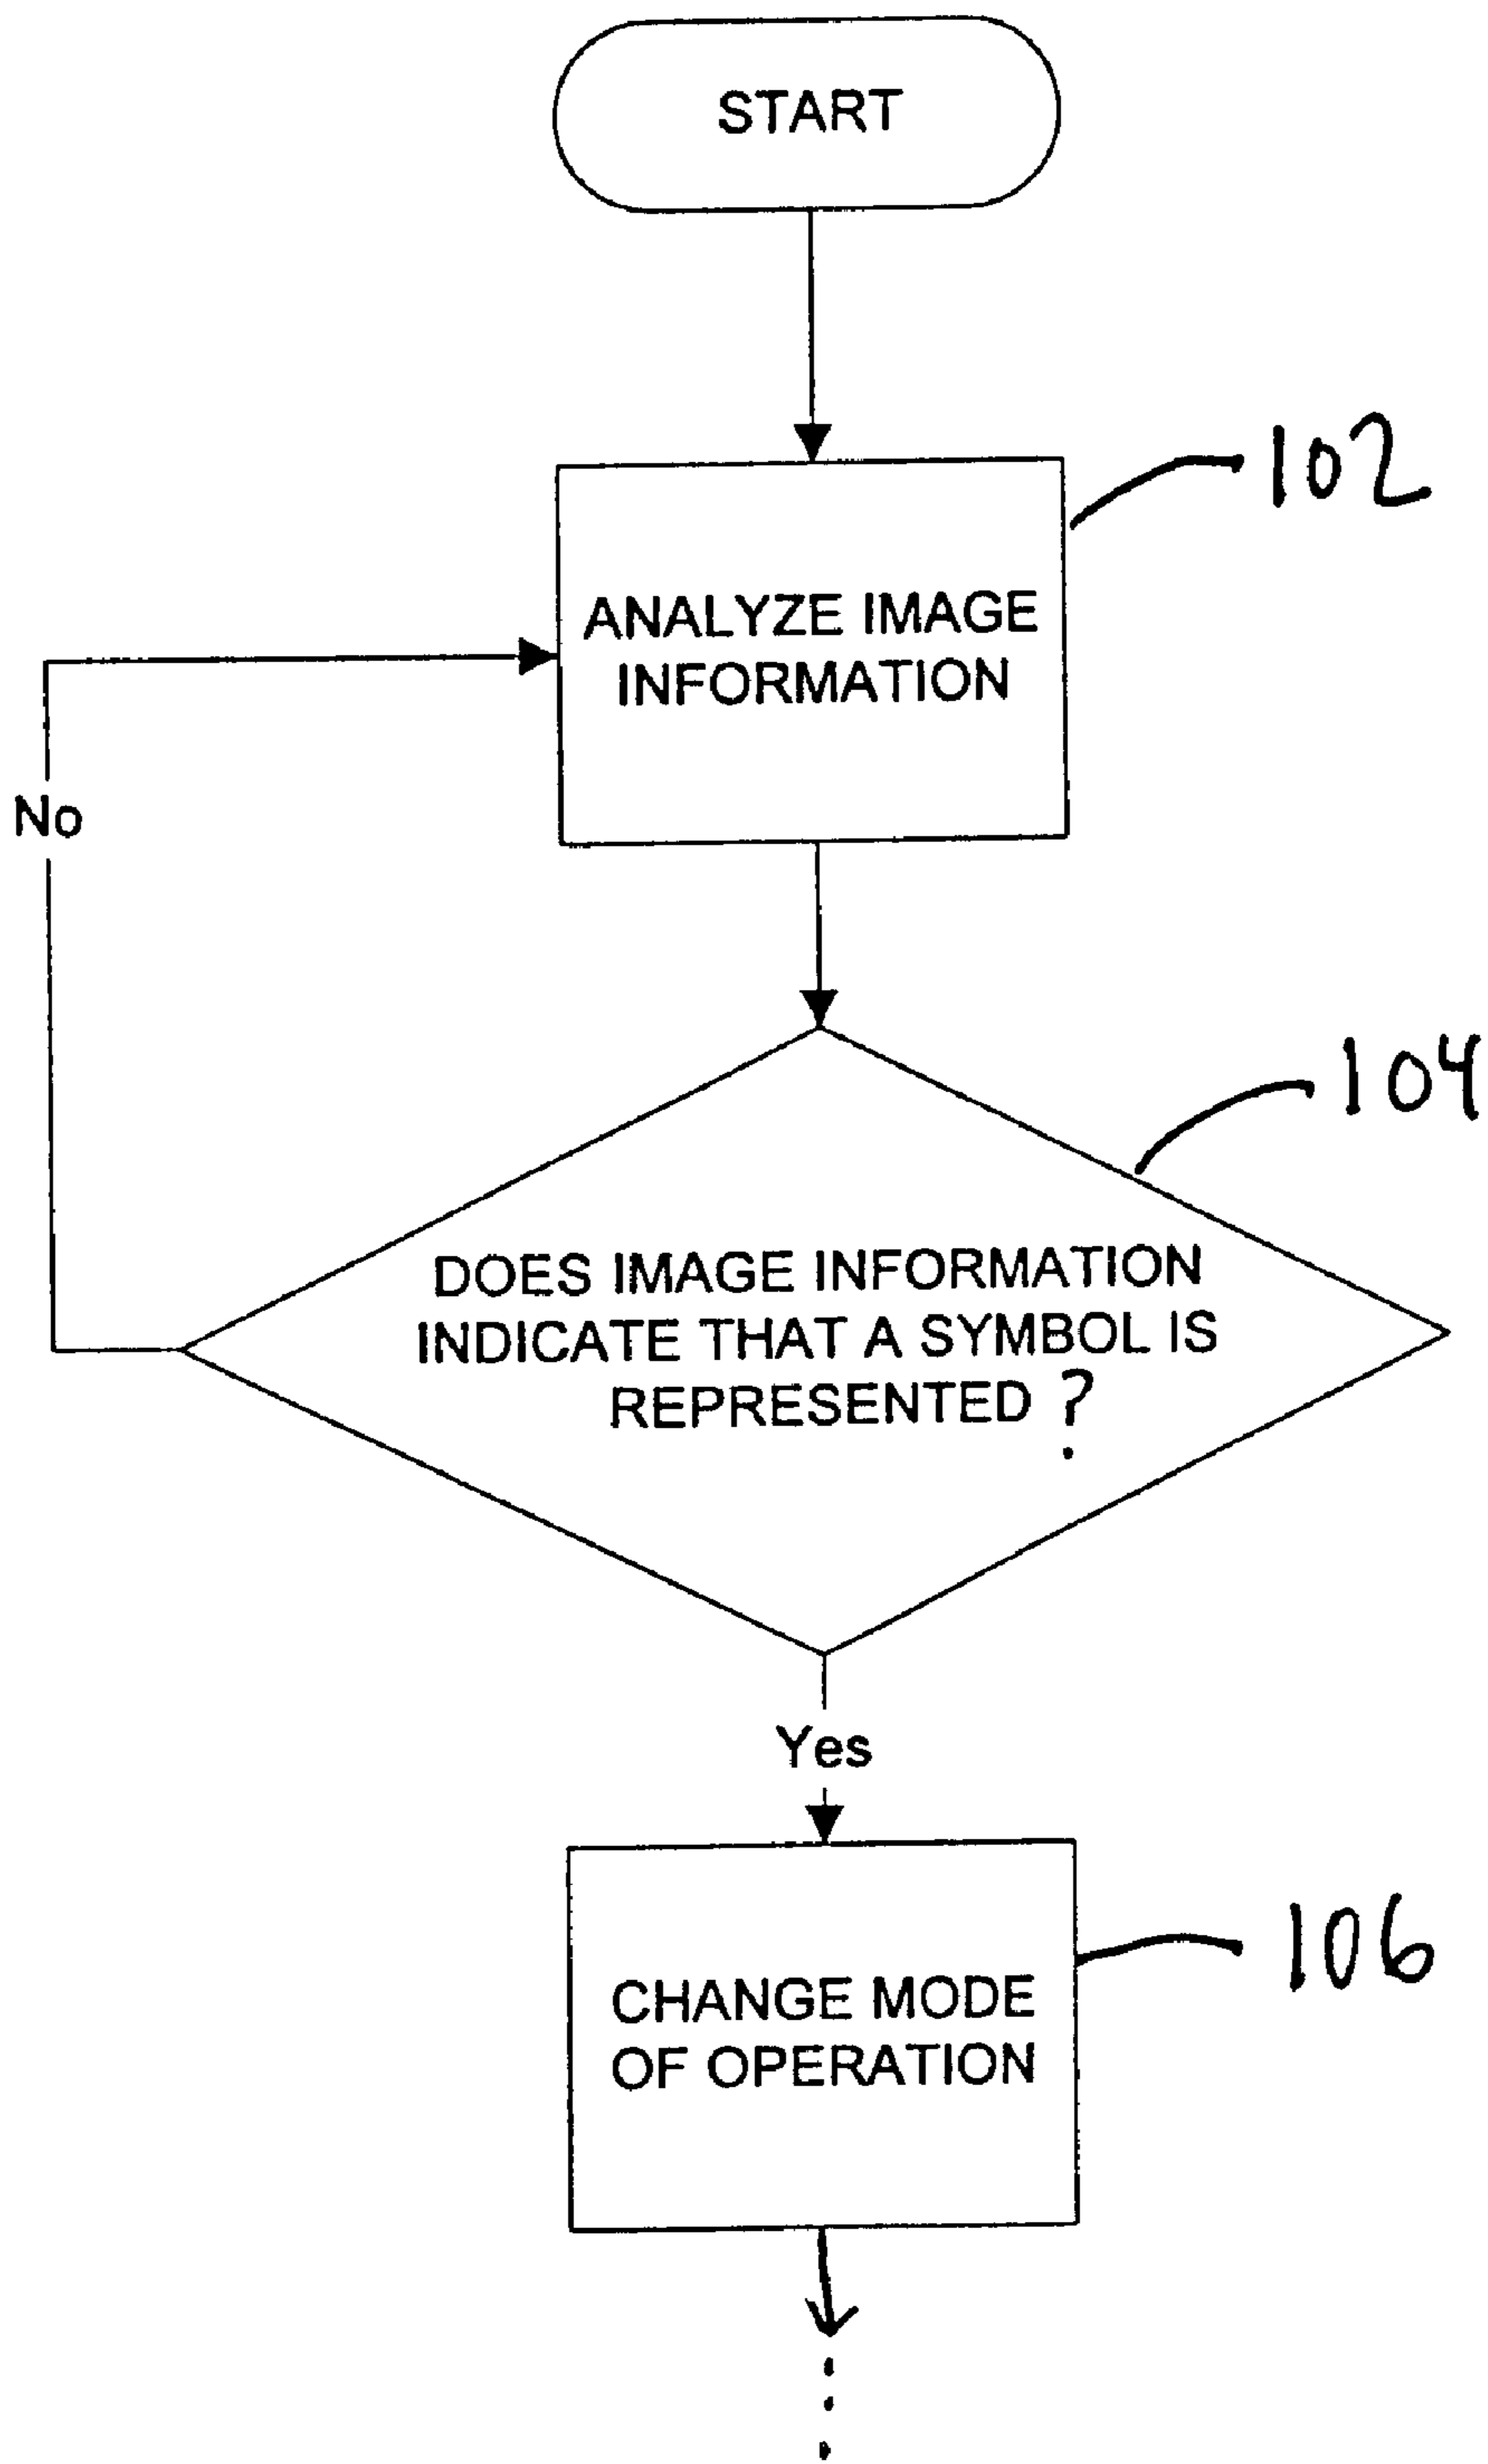 START
102
ANALYZE IMAGE
INFORMATION
No
104
DOES IMAGE INFORMATION
INDICATE THAT A SYMBOL IS
REPRESENTED ?
Yes
106
CHANGE MODE
OF OPERATION